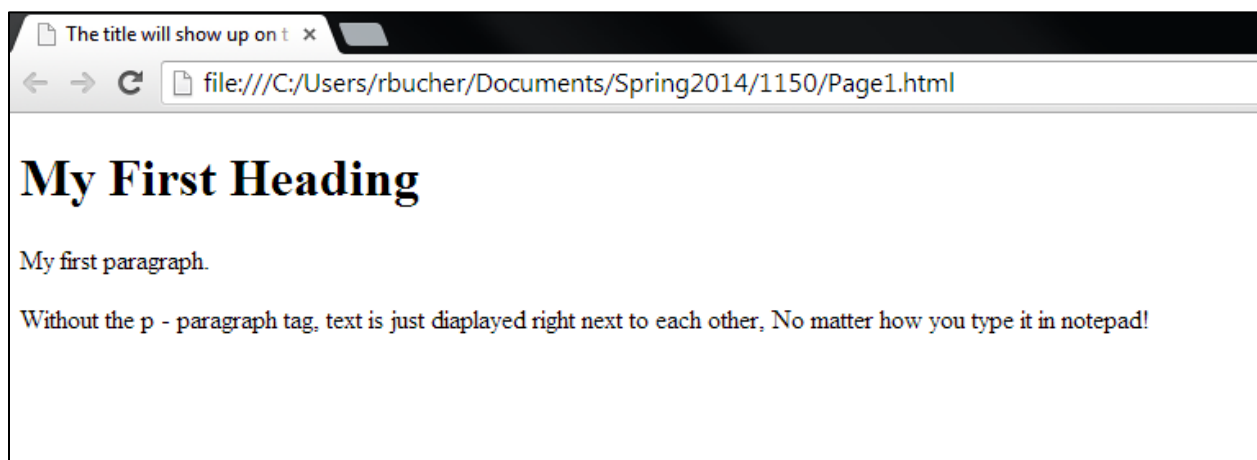 The title will show up on t
file:///C:/Users/rbucher/Documents/Spring2014/1150/Page1.html
My First Heading
My first paragraph.
Without the p - paragraph tag, text is just diaplayed right next to each other, No matter how you type it in notepad!